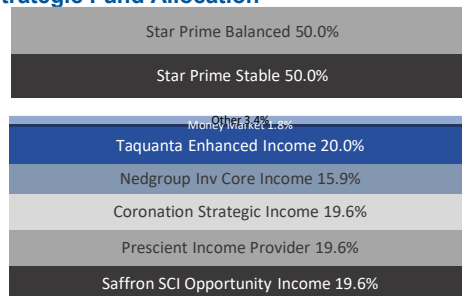 trategic Fund Allocation
Star Prime Balanced 50.0%
Star Prime Stable 50.0%
Other 3.4%
Money Market 1.8%
Taquanta Enhanced Income 20.0%
Nedgroup Inv Core Income 15.9%
Coronation Strategic Income 19.6%
Prescient Income Provider 19.6%
Saffron SCI Opportunity Income 19.6%